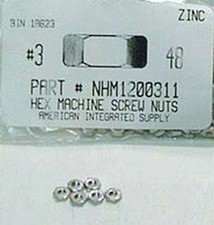 ZINC
BIN 1A623
#3 48
PART # NHM1200311
HEX MACHINE SCREW NUTS
AMERICAN INTEGRATED SUPPLY